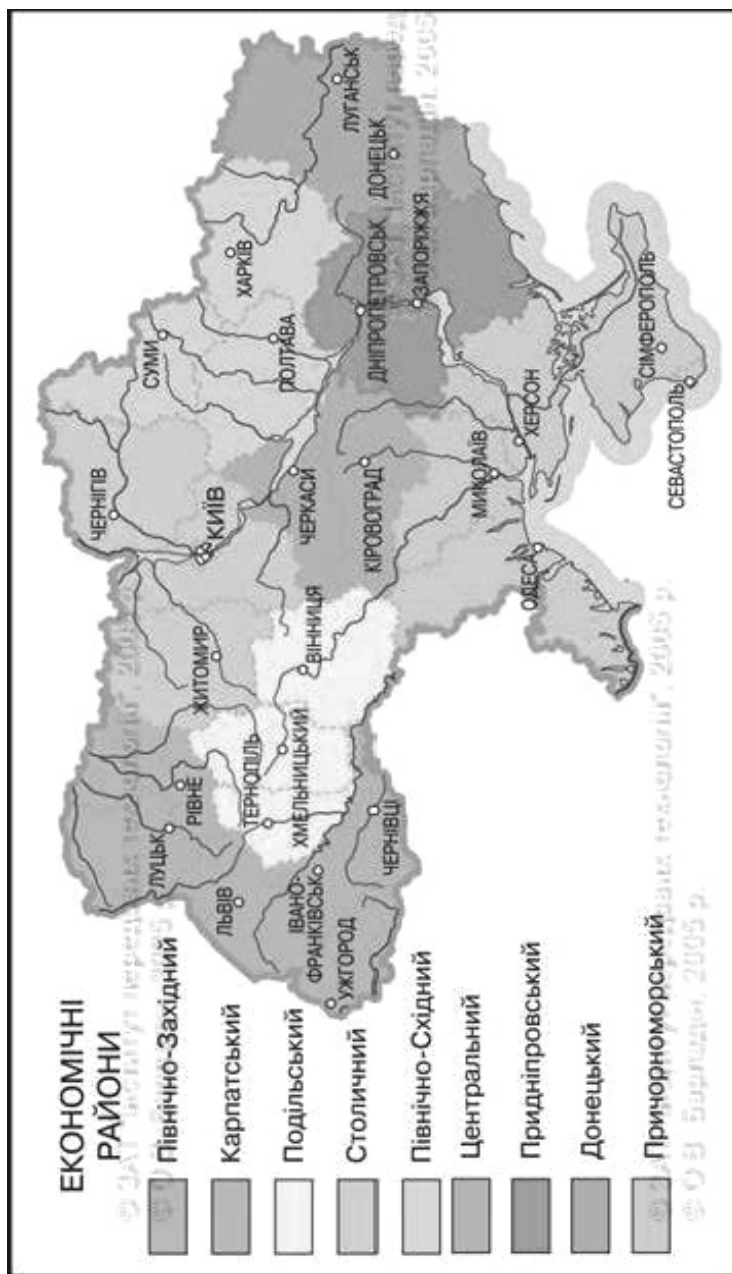 ЕКОНОМІЧНІ
РАЙОНИ
Північно-Західний
Карпатський
Подільський
Столичний
Північно-Східний
Центральний
Придніпровський
Донецький
Причорноморський
ЛУЦЬК
РІВНЕ
ЖИТОМИР
КИЇВ
ЧЕРНІГІВ
СУМИ
ХАРКІВ
ПОЛТАВА
ЛУГАНСЬК
ДОНЕЦЬК
ДНІПРОПЕТРОВСЬК
ЗАПОРІЖЖЯ
ЧЕРКАСИ
КІРОВОГРАД
ВІННИЦЯ
ХМЕЛЬНИЦЬКИЙ
ТЕРНОПІЛЬ
ЛЬВІВ
ІВАНО-
ФРАНКІВСЬК
УЖГОРОД
ЧЕРНІВЦІ
ОДЕСА
МИКОЛАЇВ
ХЕРСОН
СІМФЕРОПОЛЬ
СЕВАСТОПОЛЬ
2005 р.